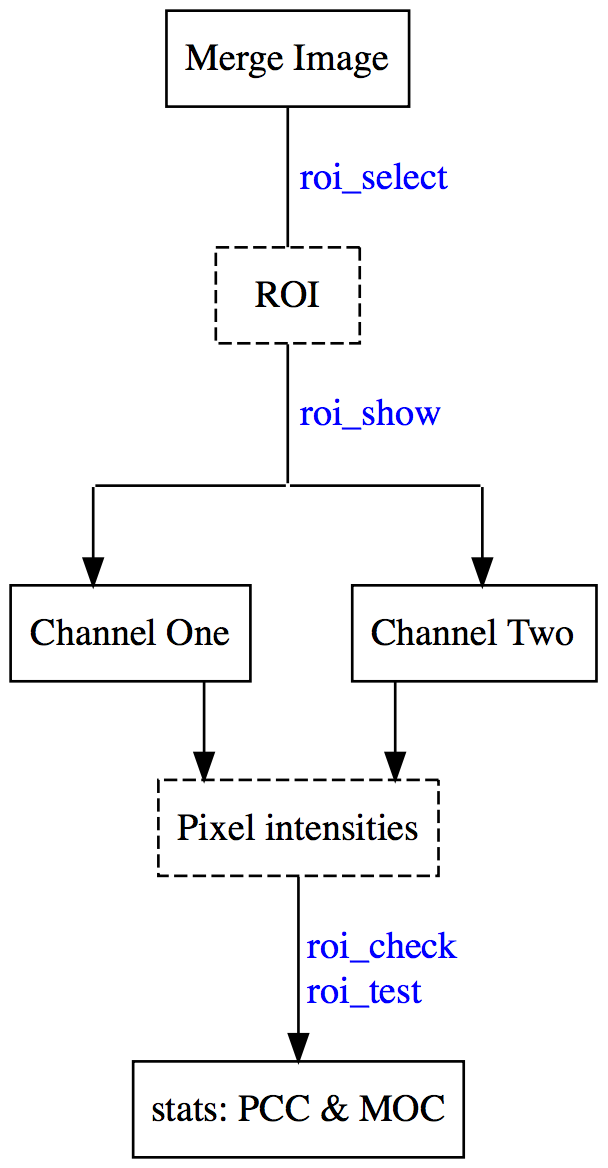 Merge Image
roi_select
ROI
roi_show
Channel One
Channel Two
Pixel intensities
roi_check
roi_test
stats: PCC & MOC